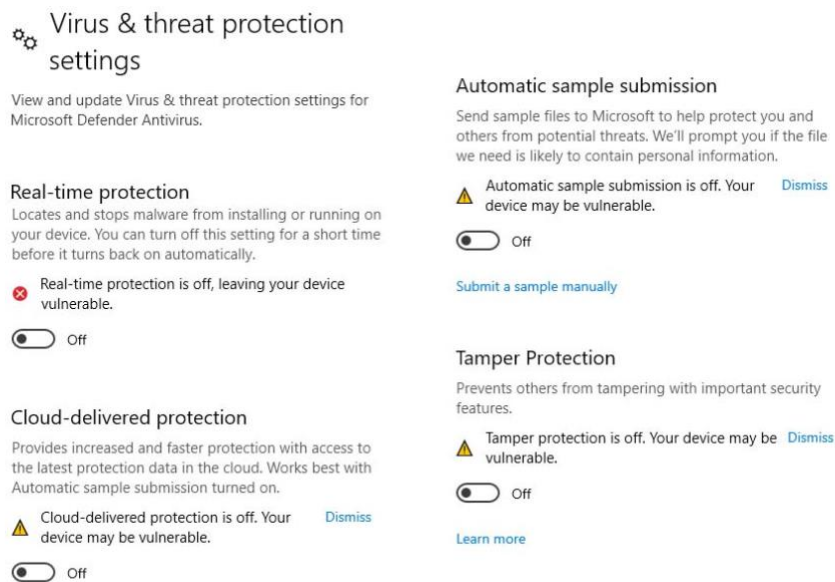 Virus & threat protection
settings
View and update Virus & threat protection settings for
Microsoft Defender Antivirus.
Real-time protection
Locates and stops malware from installing or running on
your device. You can turn off this setting for a short time
before it turns back on automatically.
Real-time protection is off, leaving your device
vulnerable.
Off
Cloud-delivered protection
Provides increased and faster protection with access to
the latest protection data in the cloud. Works best with
Automatic sample submission turned on.
Cloud-delivered protection is off. Your Dismiss
device may be vulnerable.
Off
Automatic sample submission
Send sample files to Microsoft to help protect you and
others from potential threats. We'll prompt you if the file
we need is likely to contain personal information.
Automatic sample submission is off. Your Dismiss
device may be vulnerable.
Off
Submit a sample manually
Tamper Protection
Prevents others from tampering with important security
features.
Tamper protection is off. Your device may be Dismiss
vulnerable.
Off
Learn more